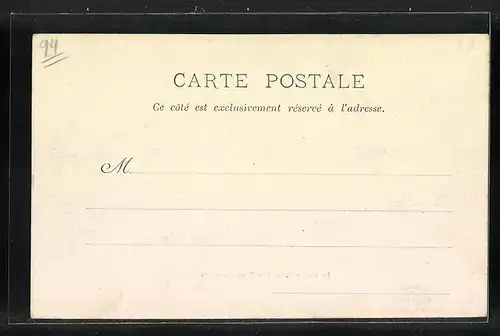 94
CARTE POSTALE
Ce côté est exclusivement réservé à l'adresse.
M